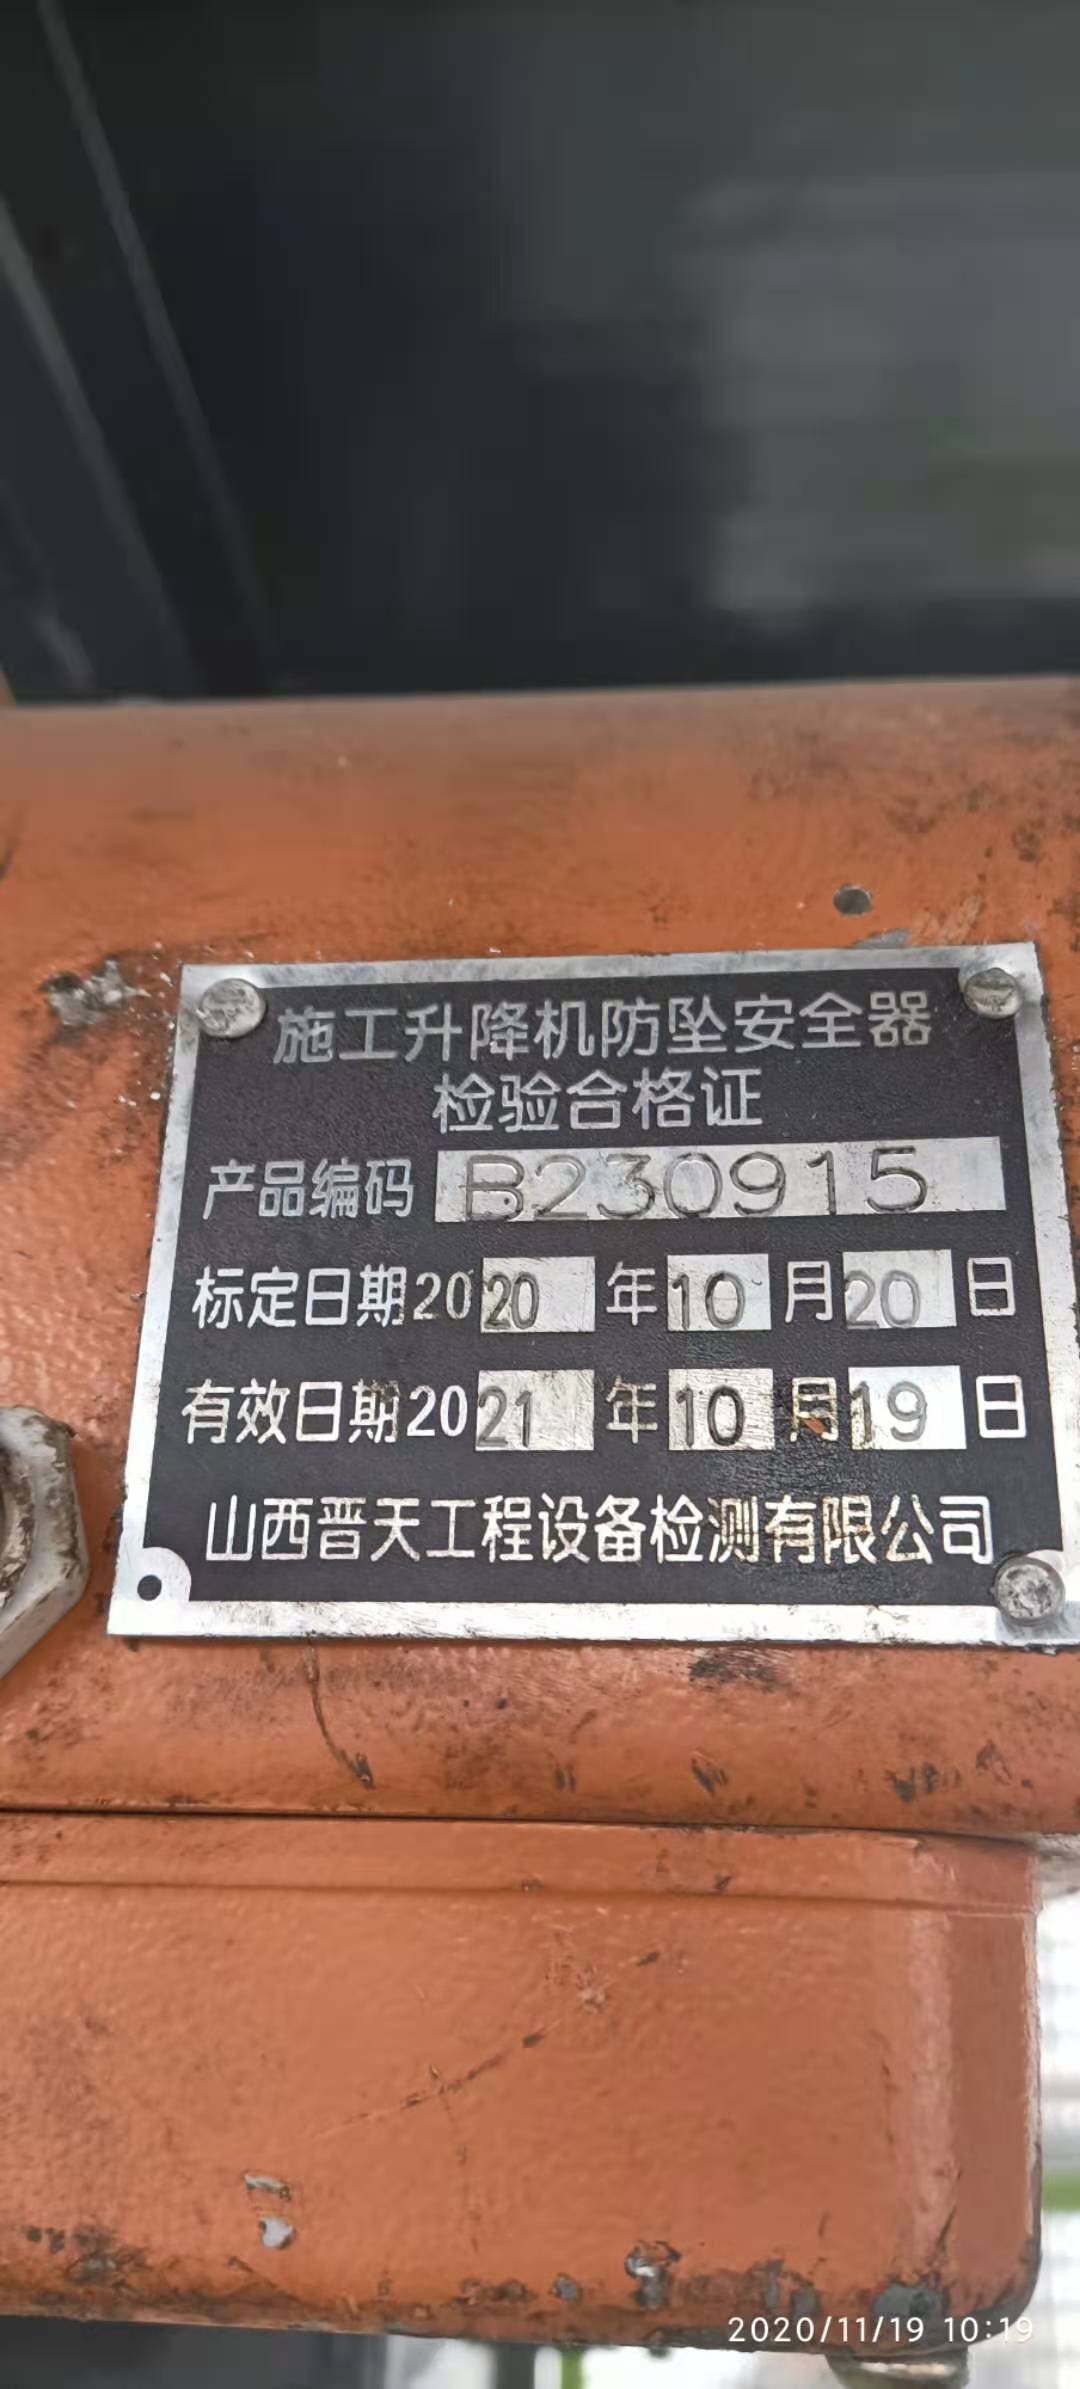 施工升降机防坠安全器
检验合格证
产品编码 B230915
标定日期2020年10月20日
有效日期2021年10月19日
山西晋天工程设备检测有限公司
2020/11/19 10:19